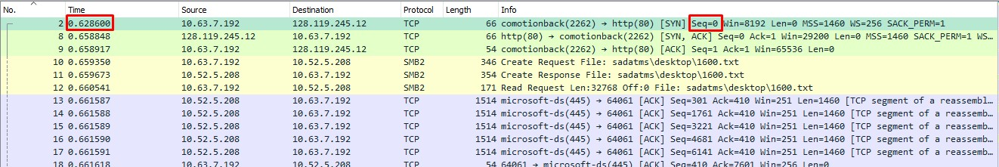 No. Time Source Destination Protocol Length Info
2 0.628600 10.63.7.192 128.119.245.12 TCP 66 comotionback(2262) → http(80) [SYN] Seq=0 Win=8192 Len=0 MSS=1460 WS=256 SACK_PERM=1
8 0.658848 128.119.245.12 10.63.7.192 TCP 66 http(80) → comotionback(2262) [SYN, ACK] Seq=0 Ack=1 Win=29200 Len=0 MSS=1460 SACK_PERM=1 WS…
9 0.658917 10.63.7.192 128.119.245.12 TCP 54 comotionback(2262) → http(80) [ACK] Seq=1 Ack=1 Win=65536 Len=0
10 0.659350 10.63.7.192 10.52.5.208 SMB2 346 Create Request File: sadatms\desktop\1600.txt
11 0.659673 10.52.5.208 10.63.7.192 SMB2 354 Create Response File: sadatms\desktop\1600.txt
12 0.660541 10.63.7.192 10.52.5.208 SMB2 171 Read Request Len:32768 Off:0 File: sadatms\desktop\1600.txt
13 0.661587 10.52.5.208 10.63.7.192 TCP 1514 microsoft-ds(445) → 64061 [ACK] Seq=301 Ack=410 Win=251 Len=1460 [TCP segment of a reassembl…
14 0.661588 10.52.5.208 10.63.7.192 TCP 1514 microsoft-ds(445) → 64061 [ACK] Seq=1761 Ack=410 Win=251 Len=1460 [TCP segment of a reassemb…
15 0.661589 10.52.5.208 10.63.7.192 TCP 1514 microsoft-ds(445) → 64061 [ACK] Seq=3221 Ack=410 Win=251 Len=1460 [TCP segment of a reassemb…
16 0.661590 10.52.5.208 10.63.7.192 TCP 1514 microsoft-ds(445) → 64061 [ACK] Seq=4681 Ack=410 Win=251 Len=1460 [TCP segment of a reassemb…
17 0.661591 10.52.5.208 10.63.7.192 TCP 1514 microsoft-ds(445) → 64061 [ACK] Seq=6141 Ack=410 Win=251 Len=1460 [TCP segment of a reassemb…
18 0.661618 10.63.7.192 10.52.5.208 TCP 54 64061 → microsoft-ds(445) [ACK] Seq=410 Ack=7601 Win=256 Len=0